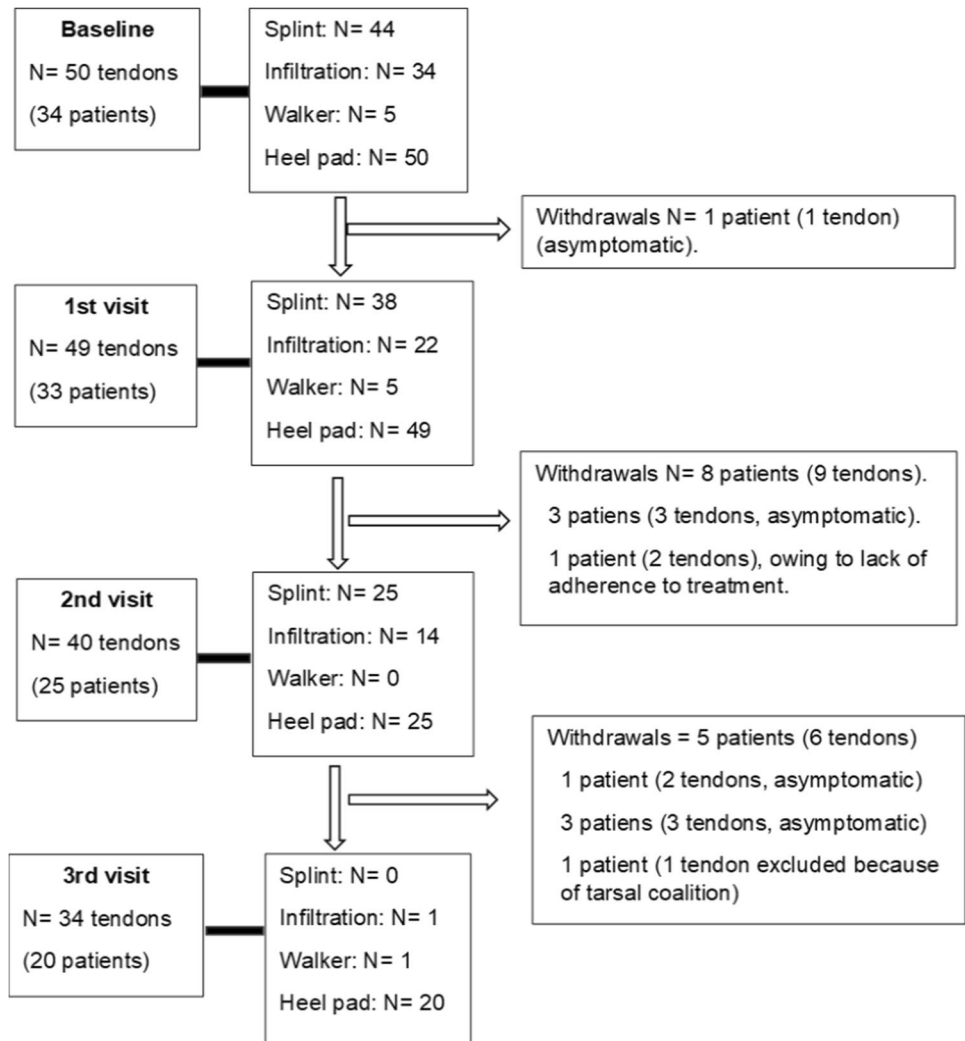 Baseline
N= 50 tendons
(34 patients)
Splint: N= 44
Infiltration: N= 34
Walker: N= 5
Heel pad: N= 50
Withdrawals N= 1 patient (1 tendon)
(asymptomatic).
1st visit
N= 49 tendons
(33 patients)
Splint: N= 38
Infiltration: N= 22
Walker: N= 5
Heel pad: N= 49
Withdrawals N= 8 patients (9 tendons).
3 patiens (3 tendons, asymptomatic).
1 patient (2 tendons), owing to lack of
adherence to treatment.
2nd visit
N= 40 tendons
(25 patients)
Splint: N= 25
Infiltration: N= 14
Walker: N= 0
Heel pad: N= 25
Withdrawals = 5 patients (6 tendons)
1 patient (2 tendons, asymptomatic)
3 patiens (3 tendons, asymptomatic)
1 patient (1 tendon excluded because
of tarsal coalition)
3rd visit
N= 34 tendons
(20 patients)
Splint: N= 0
Infiltration: N= 1
Walker: N= 1
Heel pad: N= 20